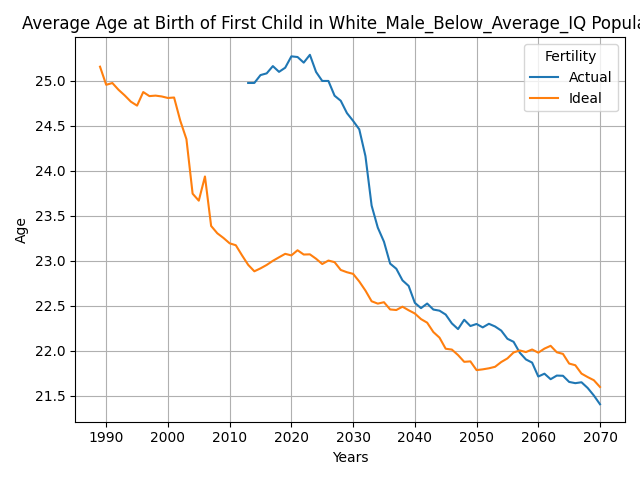 Average Age at Birth of First Child in White_Male_Below_Average_IQ Popula
Fertility
Actual
Ideal
Age
25.0
24.5
24.0
23.5
23.0
22.5
22.0
21.5
1990 2000 2010 2020 2030 2040 2050 2060 2070
Years